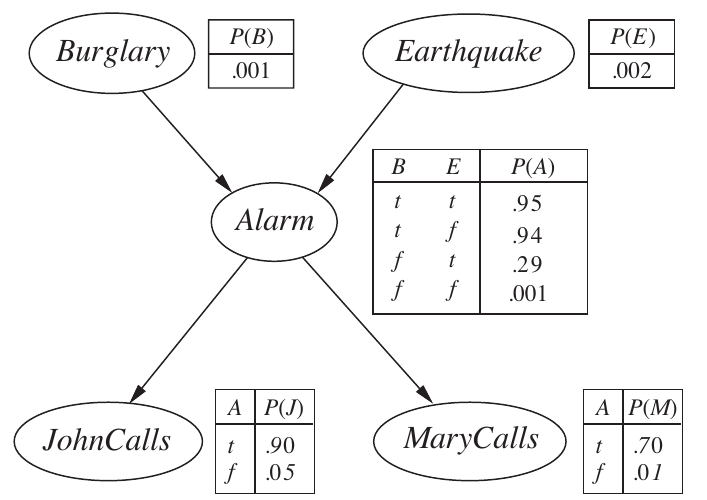 Burglary
P(B)
.001
Earthquake
P(E)
.002
Alarm
B E P(A)
t t .95
t f .94
f t .29
f f .001
JohnCalls
A P(J)
t .90
f .05
MaryCalls
A P(M)
t .70
f .01